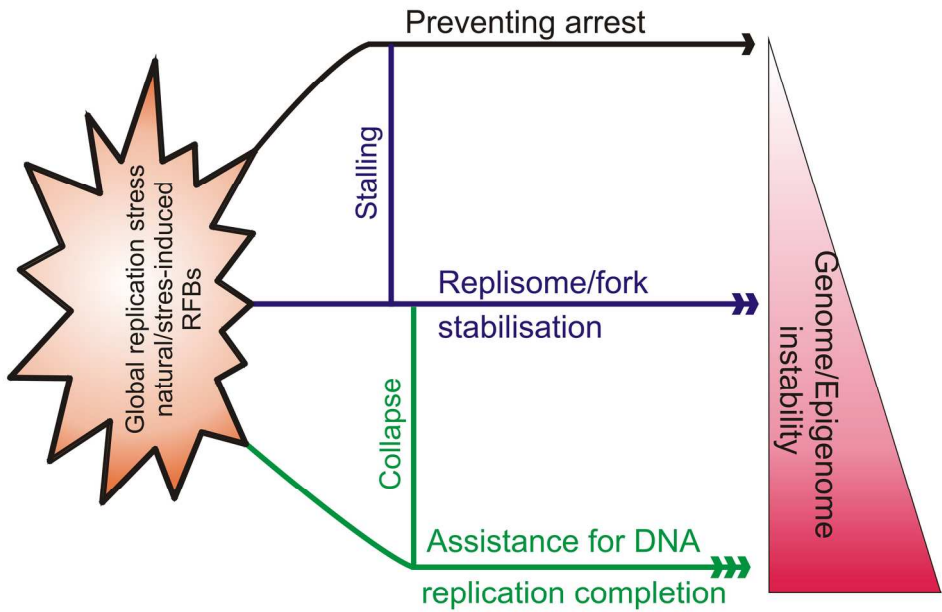 Preventing arrest
Global replication stress
natural/stress-induced
RFBs
Stalling
Replisome/fork
stabilisation
Collapse
Assistance for DNA
replication completion
Genome/Epigenome
instability